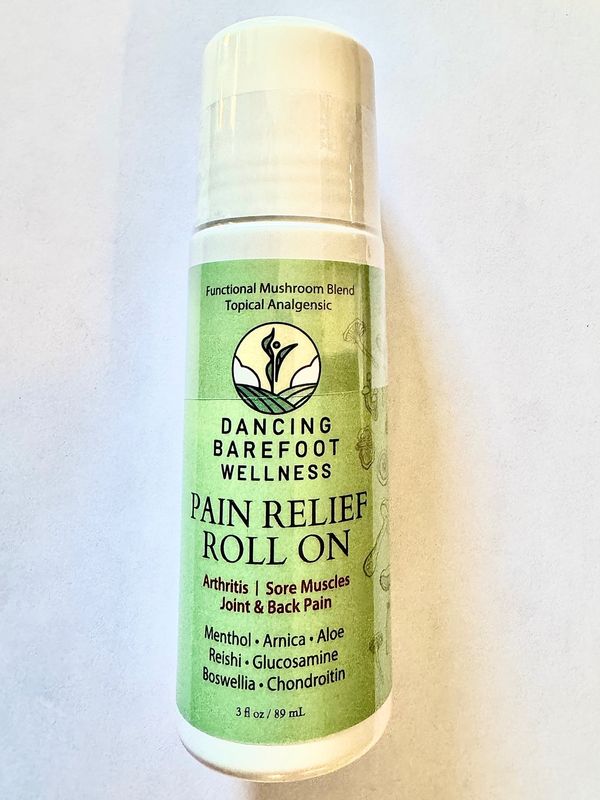 Functional Mushroom Blend
Topical Analgensic
DANCING
BAREFOOT
WELLNESS
PAIN RELIEF
ROLL ON
Arthritis | Sore Muscles
Joint & Back Pain
Menthol • Arnica • Aloe
Reishi • Glucosamine
Boswellia • Chondroitin
3 fl oz / 89 mL